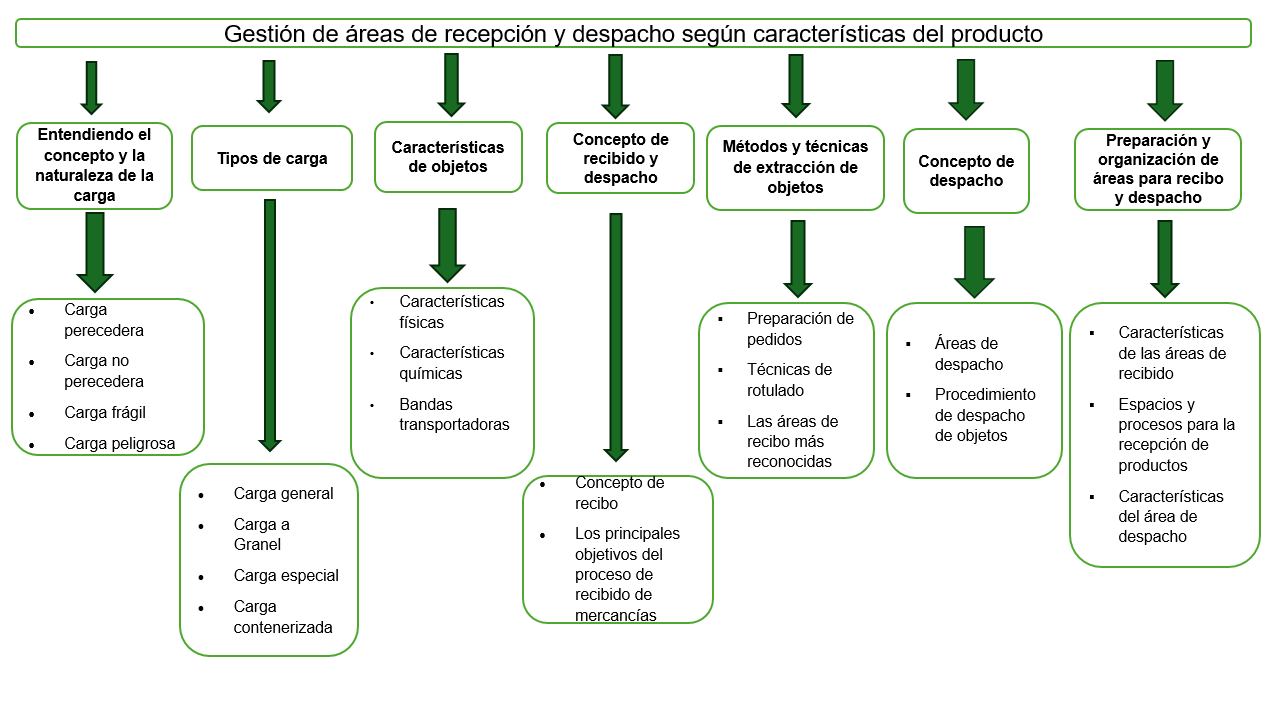 Gestión de áreas de recepción y despacho según características del producto
Entendiendo el
concepto y la
naturaleza de la
carga
Tipos de carga
Características
de objetos
Concepto de
recibido y
despacho
Métodos y técnicas
de extracción de
objetos
Concepto de
despacho
Preparación y
organización de
áreas para recibo
y despacho
• Carga
perecedera
• Carga no
perecedera
• Carga frágil
• Carga peligrosa
• Carga general
• Carga a
Granel
• Carga especial
• Carga
contenerizada
• Características
físicas
• Características
químicas
• Bandas
transportadoras
• Concepto de
recibo
• Los principales
objetivos del
proceso de
recibido de
mercancías
▪ Preparación de
pedidos
▪ Técnicas de
rotulado
▪ Las áreas de
recibo más
reconocidas
▪ Áreas de
despacho
▪ Procedimiento
de despacho
de objetos
▪ Características
de las áreas de
recibido
▪ Espacios y
procesos para la
recepción de
productos
▪ Características
del área de
despacho